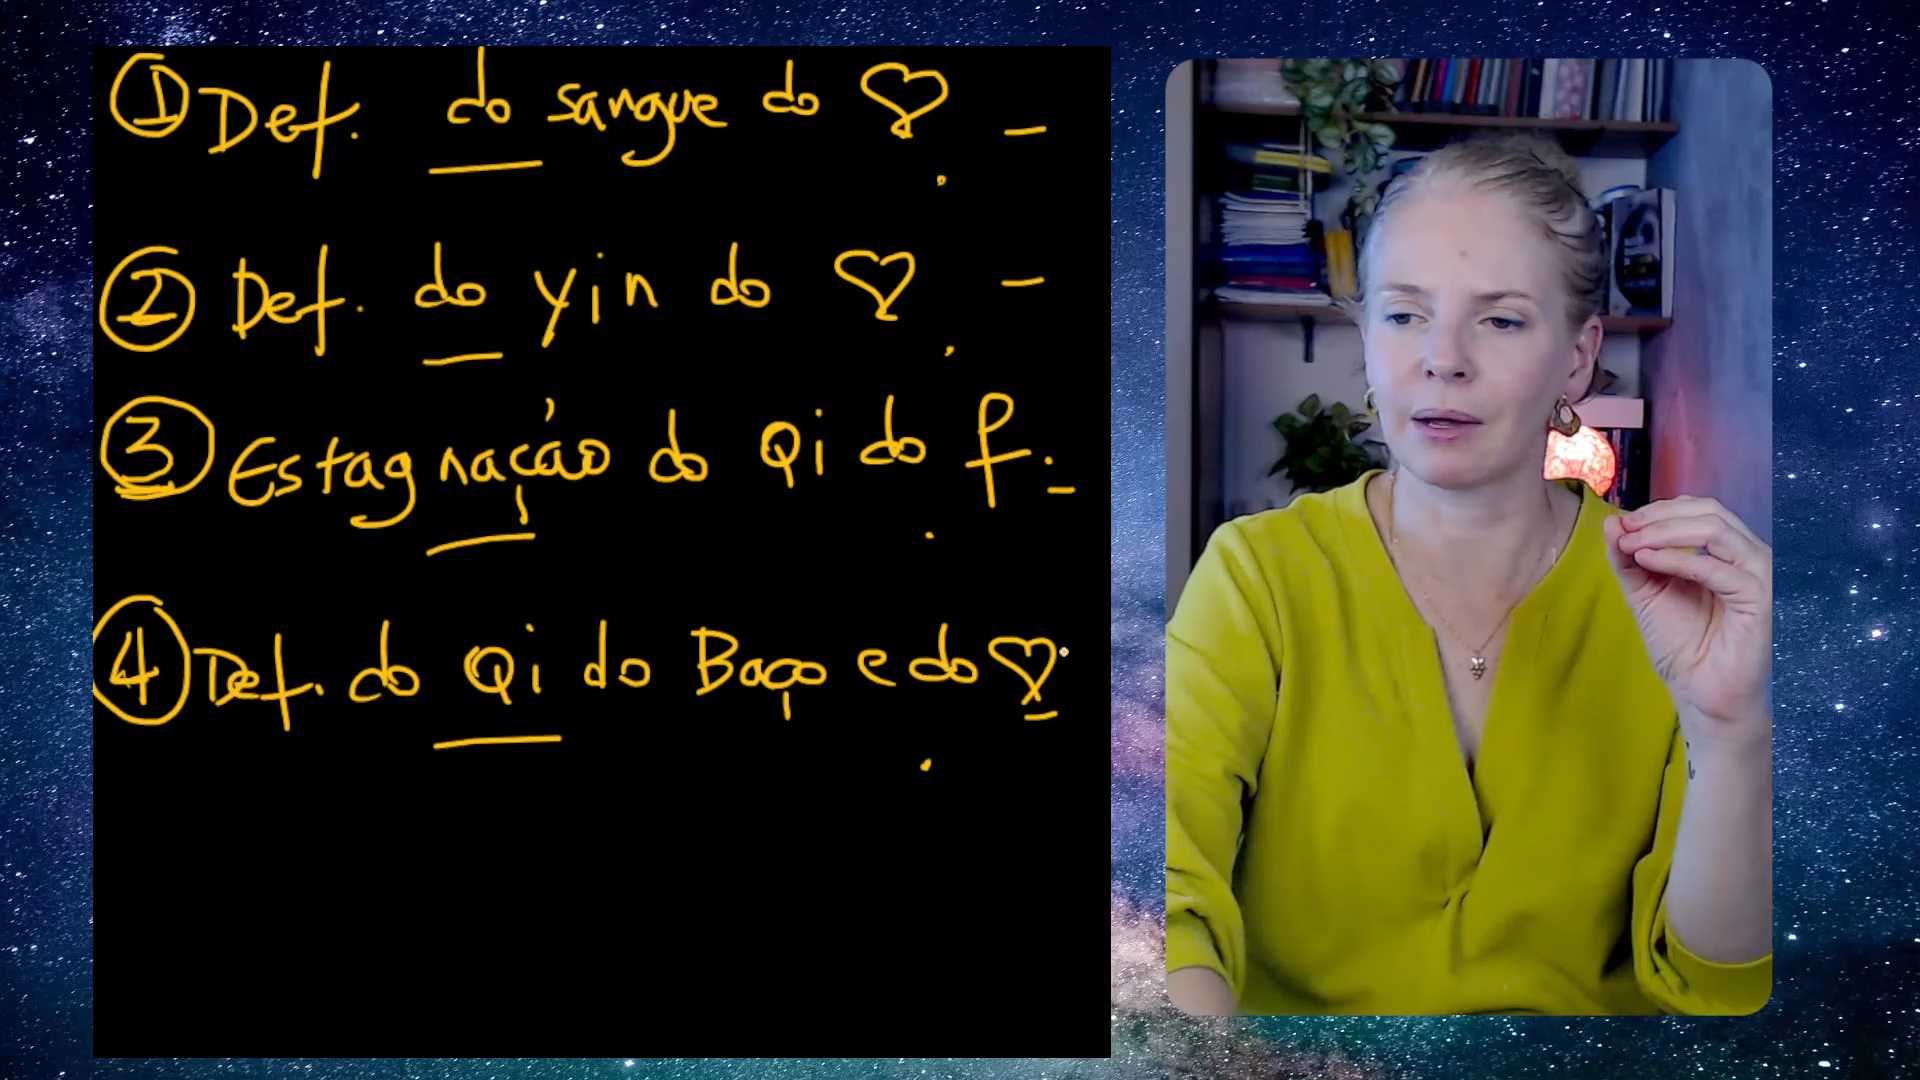 ① Def. do sangue do ♡ –
② Def. do yin do ♡ –
③ Estagnação do Qi do F. –
④ Def. do Qi do Baço e do ♡